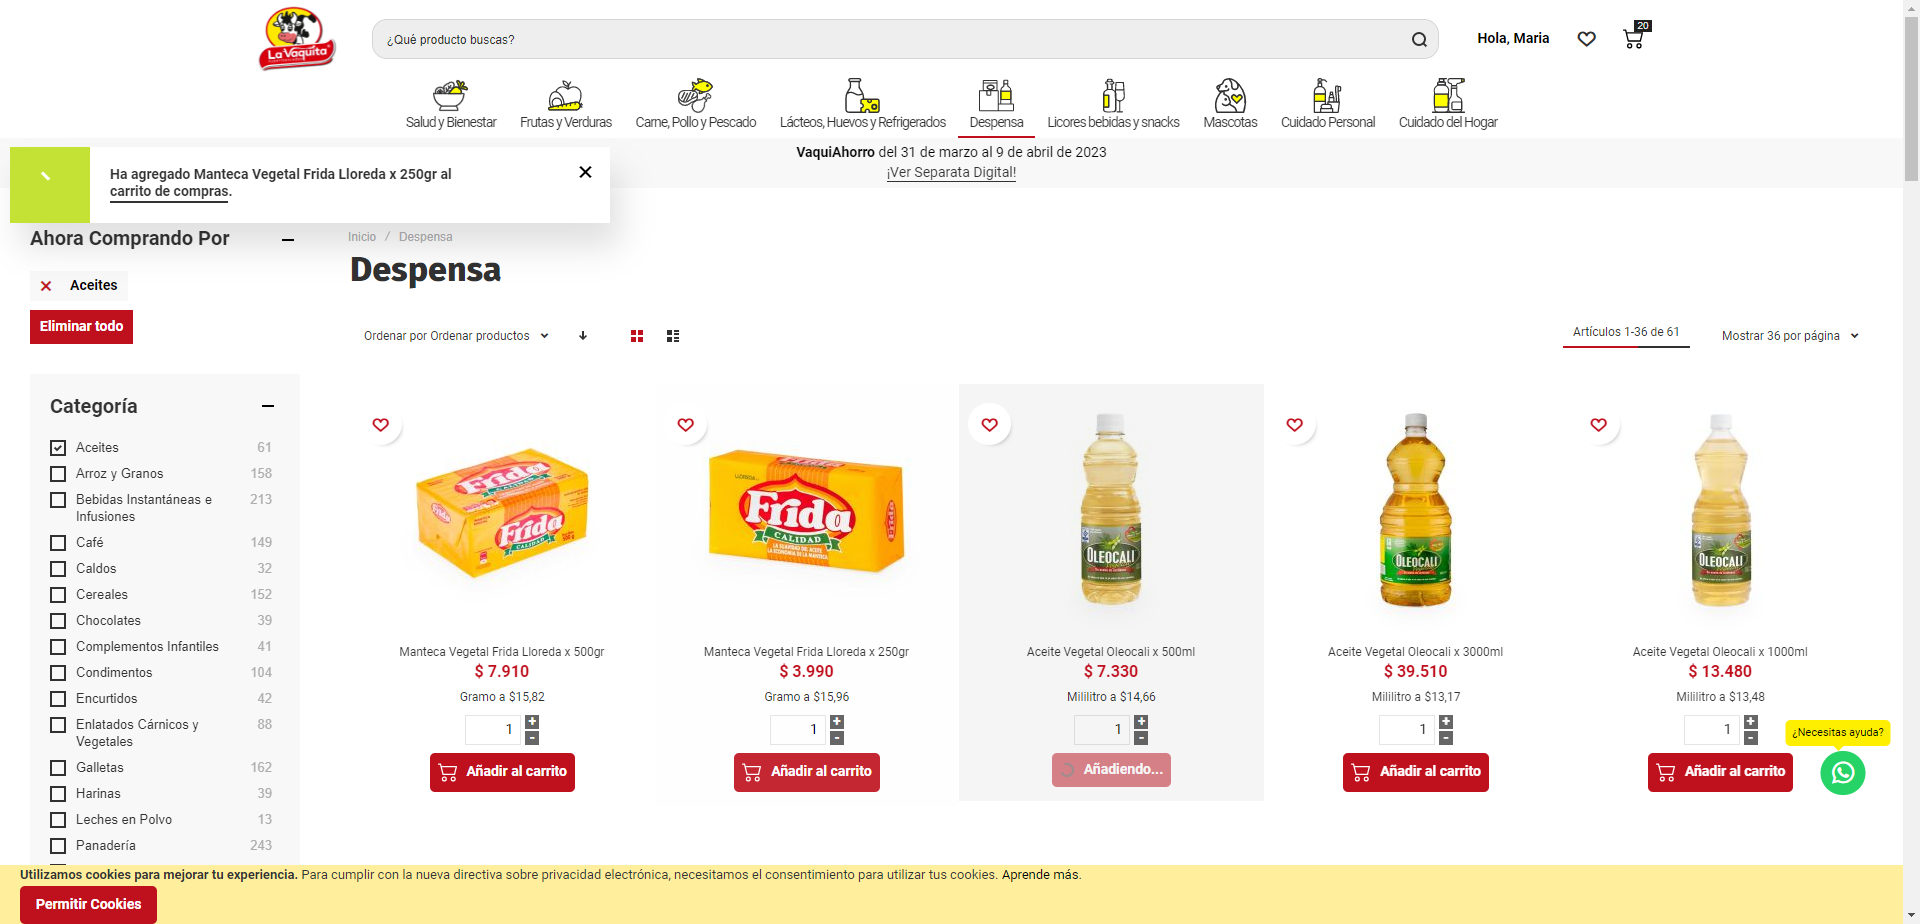 La Vaquita
¿Qué producto buscas?
Hola, Maria
20
Salud y Bienestar
Frutas y Verduras
Carne, Pollo y Pescado
Lácteos, Huevos y Refrigerados
Despensa
Licores bebidas y snacks
Mascotas
Cuidado Personal
Cuidado del Hogar
VaquiAhorro del 31 de marzo al 9 de abril de 2023
¡Ver Separata Digital!
Ha agregado Manteca Vegetal Frida Lloreda x 250gr al
carrito de compras.
Ahora Comprando Por
Aceites
Eliminar todo
Inicio / Despensa
Despensa
Ordenar por Ordenar productos
Artículos 1-36 de 61
Mostrar 36 por página
Categoría
Aceites 61
Arroz y Granos 158
Bebidas Instantáneas e 213
Infusiones
Café 149
Caldos 32
Cereales 152
Chocolates 39
Complementos Infantiles 41
Condimentos 104
Encurtidos 42
Enlatados Cárnicos y 88
Vegetales
Galletas 162
Harinas 39
Leches en Polvo 13
Panadería 243
Frida
Frida
CALIDAD
Frida
CALIDAD
OLEOCALI
OLEOCALI
OLEOCALI
Manteca Vegetal Frida Lloreda x 500gr
$ 7.910
Gramo a $15,82
1
Añadir al carrito
Manteca Vegetal Frida Lloreda x 250gr
$ 3.990
Gramo a $15,96
1
Añadir al carrito
Aceite Vegetal Oleocali x 500ml
$ 7.330
Mililitro a $14,66
1
Añadiendo...
Aceite Vegetal Oleocali x 3000ml
$ 39.510
Mililitro a $13,17
1
Añadir al carrito
Aceite Vegetal Oleocali x 1000ml
$ 13.480
Mililitro a $13,48
1
Añadir al carrito
¿Necesitas ayuda?
Utilizamos cookies para mejorar tu experiencia. Para cumplir con la nueva directiva sobre privacidad electrónica, necesitamos el consentimiento para utilizar tus cookies. Aprende más.
Permitir Cookies